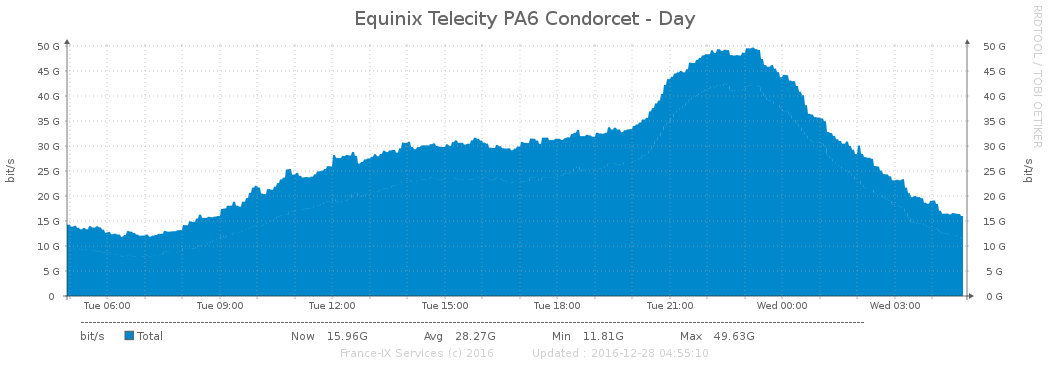 Equinix Telecity PA6 Condorcet - Day
RRDTOOL / TOBI OETIKER
50 G 50 G
45 G 45 G
40 G 40 G
35 G 35 G
30 G 30 G
25 G 25 G
20 G 20 G
15 G 15 G
10 G 10 G
5 G 5 G
0 0 G
bit/s bit/s
Tue 06:00 Tue 09:00 Tue 12:00 Tue 15:00 Tue 18:00 Tue 21:00 Wed 00:00 Wed 03:00
bit/s Total Now 15.96G Avg 28.27G Min 11.81G Max 49.63G
France-IX Services (c) 2016 Updated : 2016-12-28 04:55:10